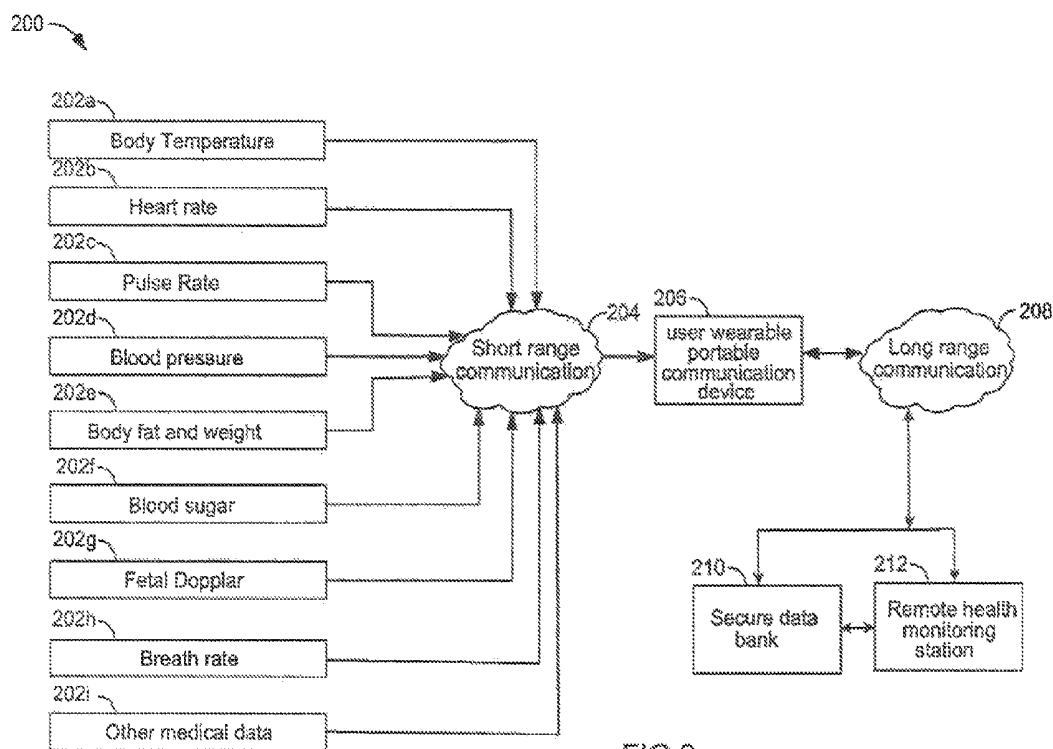 200
202a
Body Temperature
202b
Heart rate
202c
Pulse Rate
202d
Blood pressure
202e
Body fat and weight
202f
Blood sugar
202g
Fetal Dopplar
202h
Breath rate
202i
Other medical data
204
Short range
communication
206
user wearable
portable
communication
device
208
Long range
communication
210
Secure data
bank
212
Remote health
monitoring
station